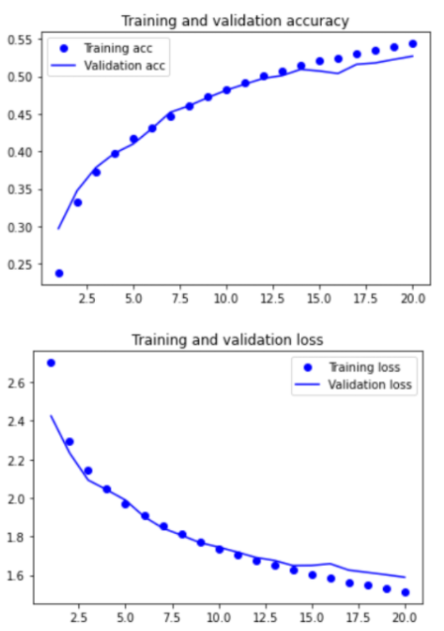 Training and validation accuracy
0.55
Training acc
Validation acc
0.50
0.45
0.40
0.35
0.30
0.25
2.5 5.0 7.5 10.0 12.5 15.0 17.5 20.0
Training and validation loss
Training loss
Validation loss
2.6
2.4
2.2
2.0
1.8
1.6
2.5 5.0 7.5 10.0 12.5 15.0 17.5 20.0